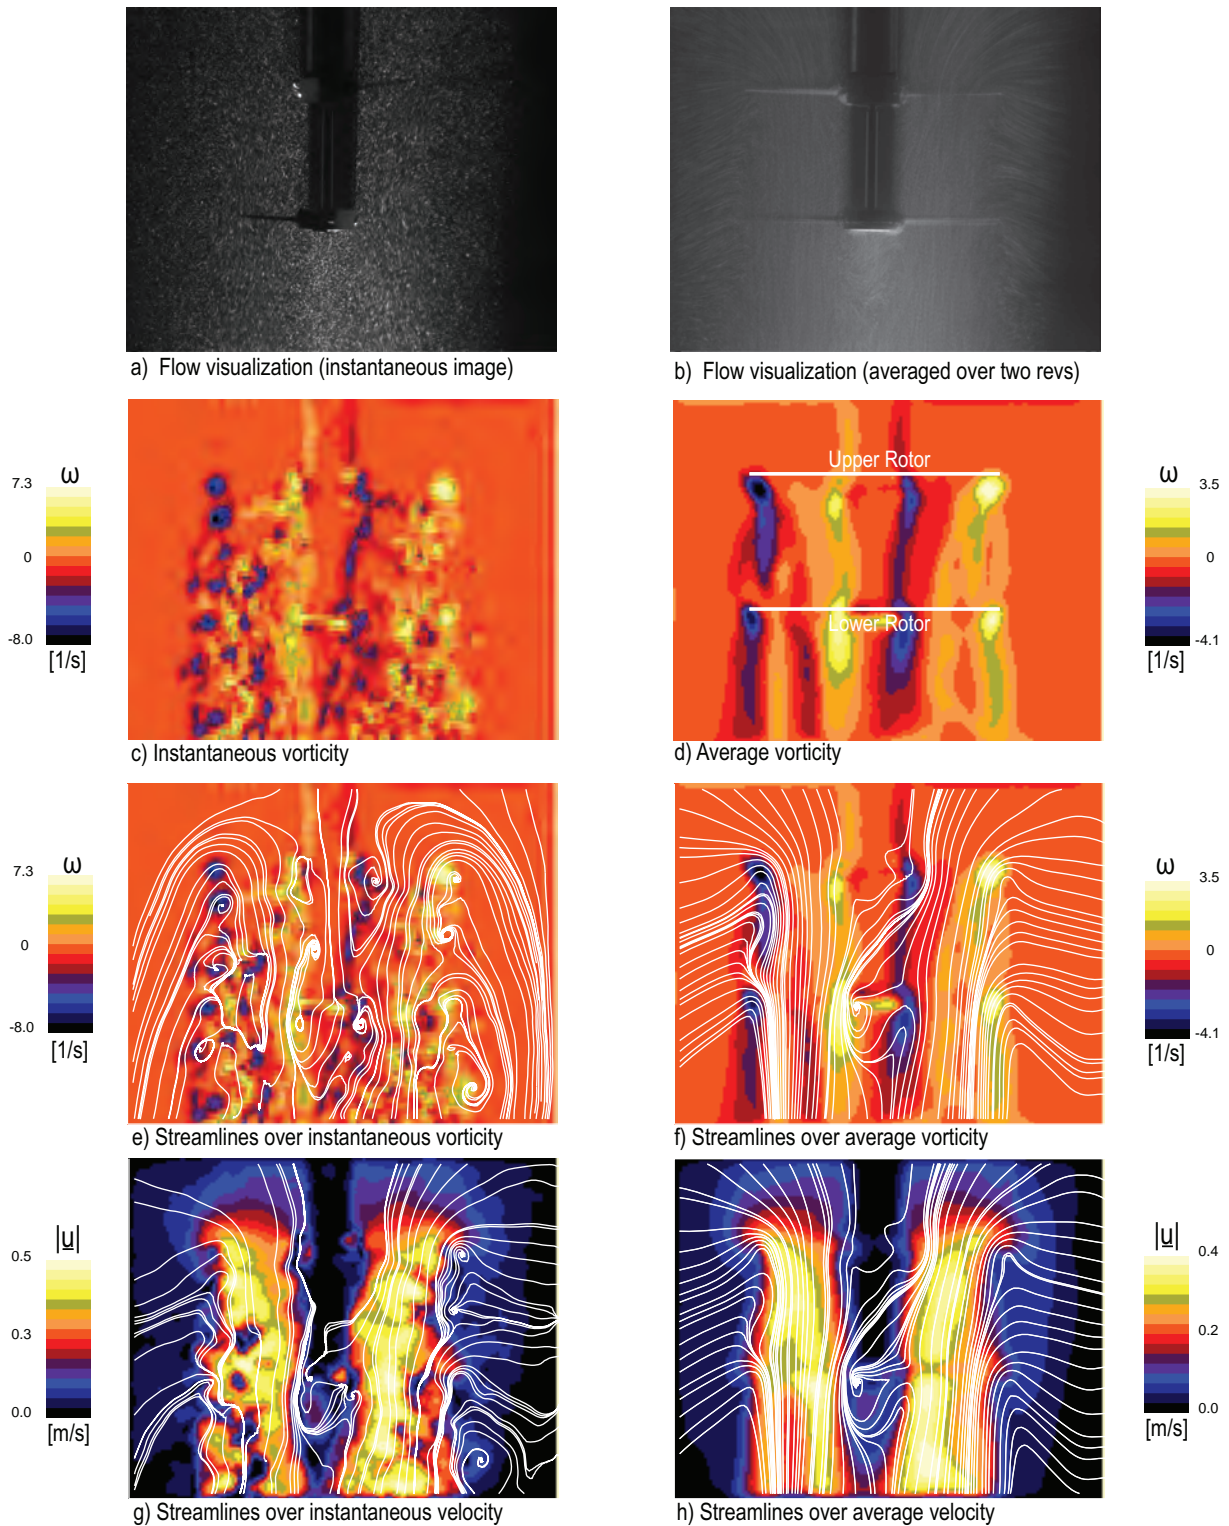 a) Flow visualization (instantaneous image)
b) Flow visualization (averaged over two revs)
ω
7.3
0
-8.0
[1/s]
c) Instantaneous vorticity
Upper Rotor
Lower Rotor
ω
3.5
0
-4.1
[1/s]
d) Average vorticity
ω
7.3
0
-8.0
[1/s]
e) Streamlines over instantaneous vorticity
ω
3.5
0
-4.1
[1/s]
f) Streamlines over average vorticity
|u|
0.5
0.3
0.0
[m/s]
g) Streamlines over instantaneous velocity
|u|
0.4
0.2
0.0
[m/s]
h) Streamlines over average velocity